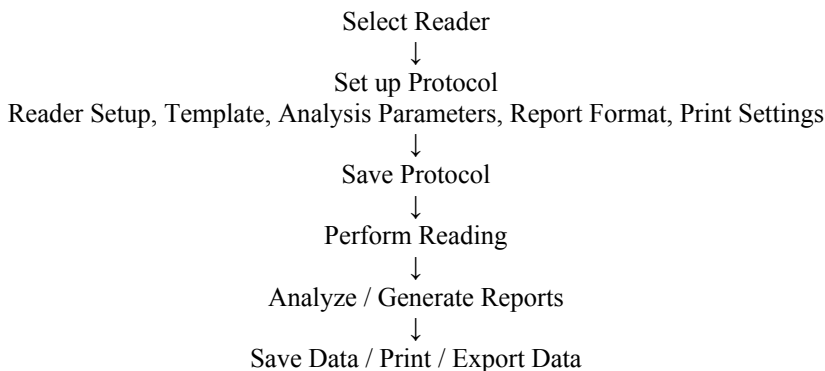 Select Reader
↓
Set up Protocol
Reader Setup, Template, Analysis Parameters, Report Format, Print Settings
↓
Save Protocol
↓
Perform Reading
↓
Analyze / Generate Reports
↓
Save Data / Print / Export Data